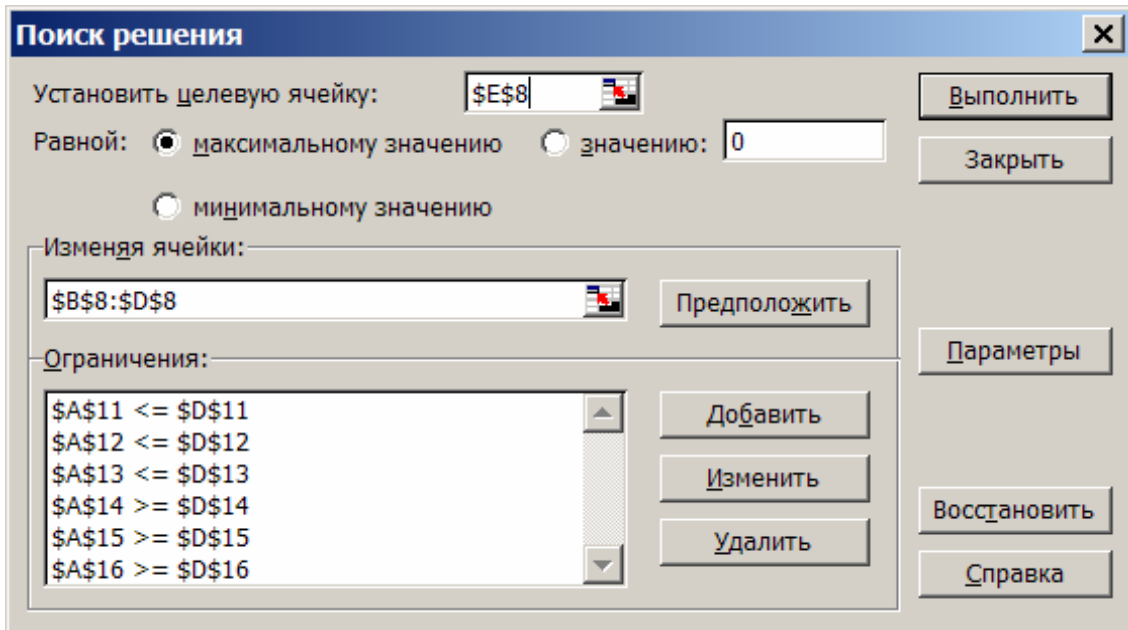 Поиск решения
Установить целевую ячейку: $E$8
Выполнить
Равной: максимальному значению значению: 0
Закрыть
минимальному значению
Изменяя ячейки:
$B$8:$D$8
Предположить
Ограничения:
Параметры
$A$11 <= $D$11
$A$12 <= $D$12
$A$13 <= $D$13
$A$14 >= $D$14
$A$15 >= $D$15
$A$16 >= $D$16
Добавить
Изменить
Удалить
Восстановить
Справка